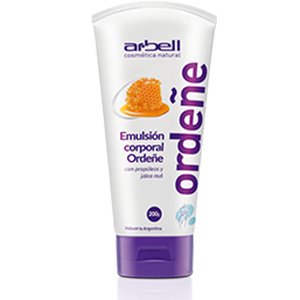 arbell
cosmética natural
Emulsión
corporal
Ordeñe
con propóleos y
jalea real
200g
Industria Argentina
ordeñe